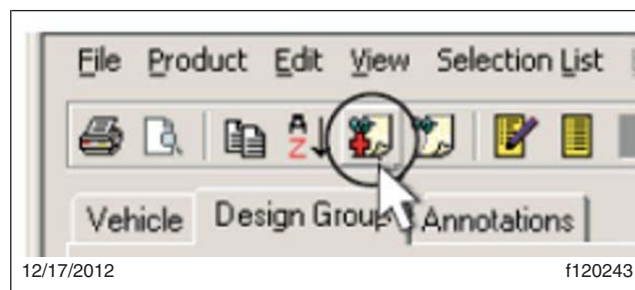 File Product Edit View Selection List
A
Z
Vehicle Design Group Annotations
12/17/2012 f120243